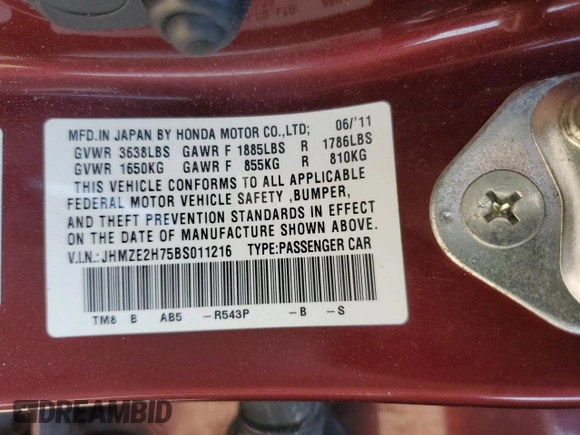 MFD.IN JAPAN BY HONDA MOTOR CO.,LTD; 06/'11
GVWR 3638LBS GAWR F 1885LBS R 1786LBS
GVWR 1650KG GAWR F 855KG R 810KG
THIS VEHICLE CONFORMS TO ALL APPLICABLE
FEDERAL MOTOR VEHICLE SAFETY ,BUMPER,
AND THEFT PREVENTION STANDARDS IN EFFECT
ON THE DATE OF MANUFACTURE SHOWN ABOVE.
V.I.N.: JHMZE2H75BS011216 TYPE:PASSENGER CAR
TM8 B AB5 -R543P -B -S
DREAMBID